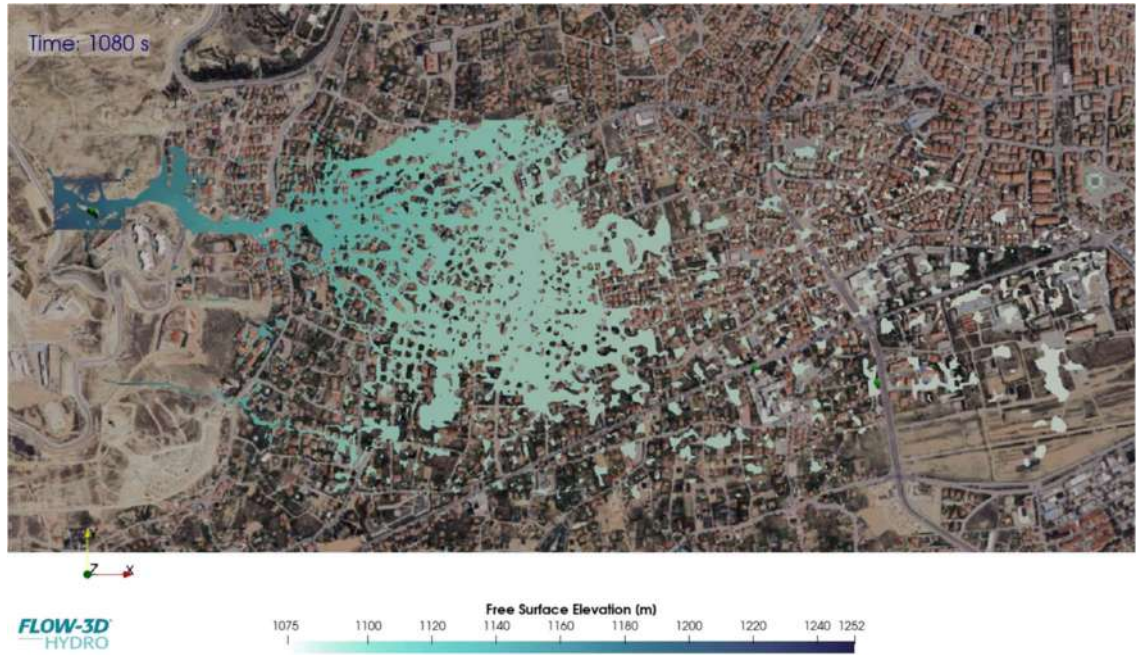 Time: 1080 s
Y
Z X
FLOW-3D
HYDRO
Free Surface Elevation (m)
1075 1100 1120 1140 1160 1180 1200 1220 1240 1252